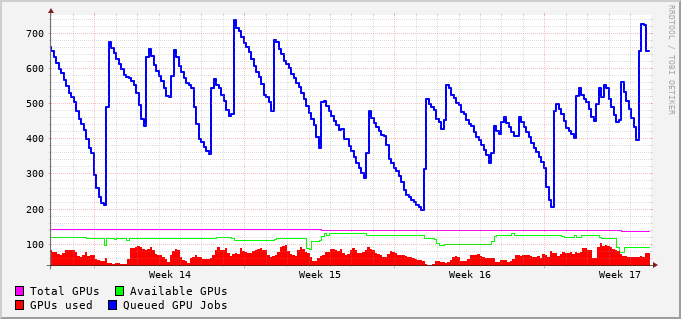 700
600
500
400
300
200
100
Week 14 Week 15 Week 16 Week 17
Total GPUs Available GPUs
GPUs used Queued GPU Jobs
RRDTOOL / TOBI OETIKER